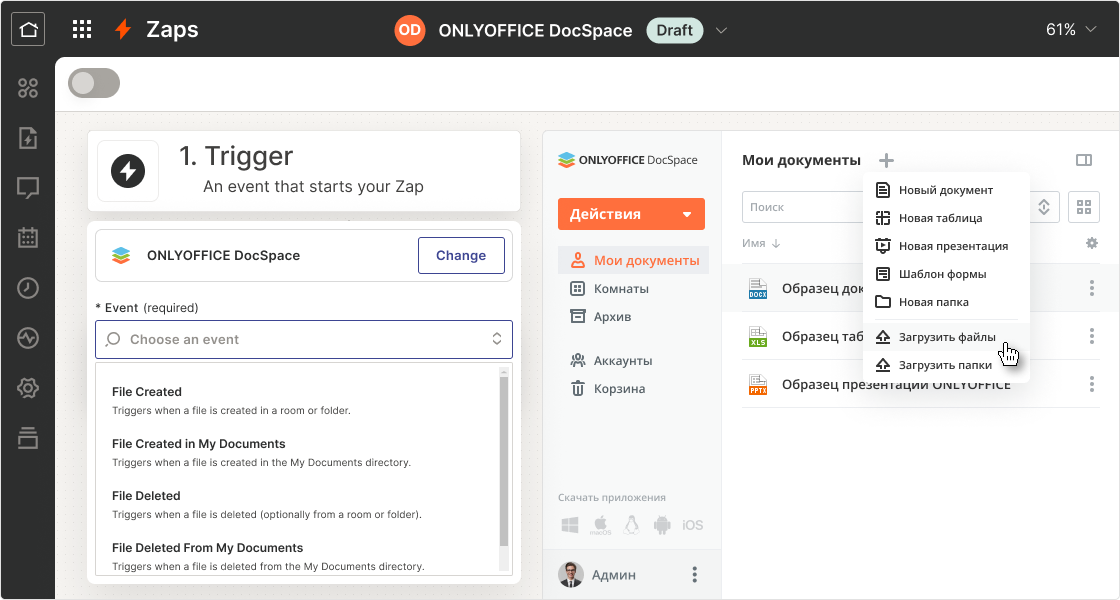 Zaps
OD ONLYOFFICE DocSpace Draft
61%
1. Trigger
An event that starts your Zap
ONLYOFFICE DocSpace
Change
* Event (required)
Choose an event
File Created
Triggers when a file is created in a room or folder.
File Created in My Documents
Triggers when a file is created in the My Documents directory.
File Deleted
Triggers when a file is deleted (optionally from a room or folder).
File Deleted From My Documents
Triggers when a file is deleted from the My Documents directory.
ONLYOFFICE DocSpace
Действия
Мои документы
Комнаты
Архив
Аккаунты
Корзина
Скачать приложения
macOS
iOS
Админ
Мои документы
Поиск
Имя
DOCX
Образец док
XLS
Образец таб
PPTX
Образец презентации ONLYOFFICE
Новый документ
Новая таблица
Новая презентация
Шаблон формы
Новая папка
Загрузить файлы
Загрузить папки